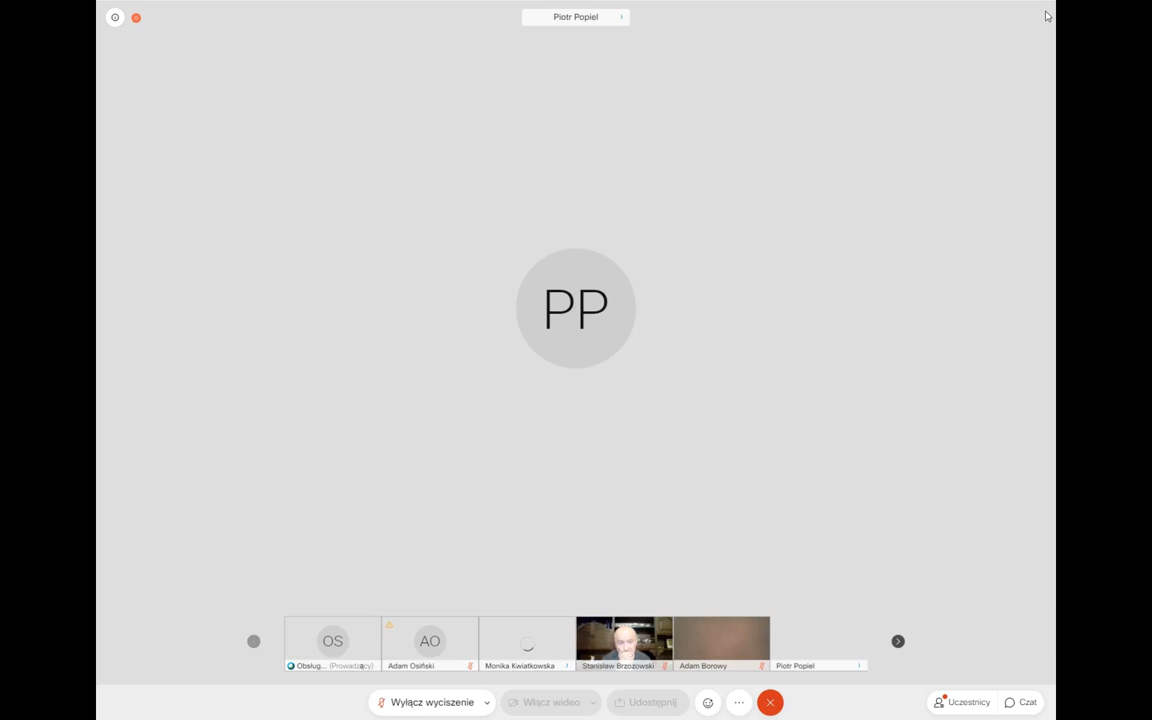 Piotr Popiel
PP
OS
AO
Obsług... (Prowadzący)
Adam Osiński
Monika Kwiatkowska
Stanisław Brzozowski
Adam Borowy
Piotr Popiel
Wyłącz wyciszenie
Włącz wideo
Udostępnij
Uczestnicy
Czat